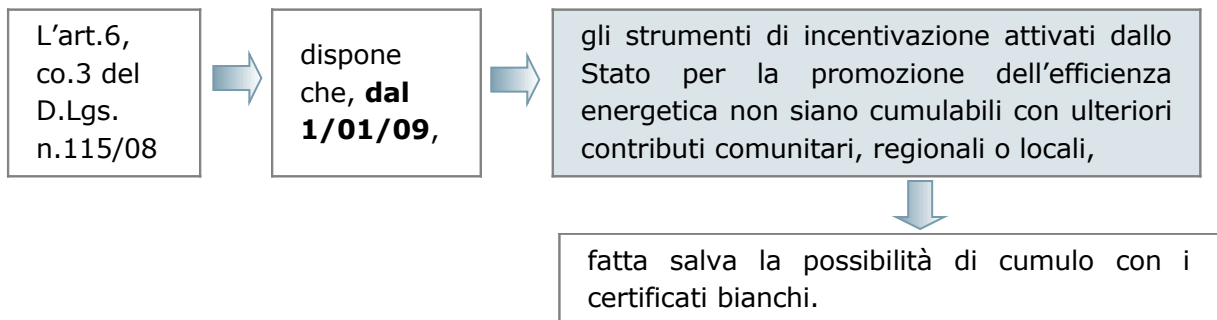 L’art.6,
co.3 del
D.Lgs.
n.115/08
dispone
che, dal
1/01/09,
gli strumenti di incentivazione attivati dallo
Stato per la promozione dell’efficienza
energetica non siano cumulabili con ulteriori
contributi comunitari, regionali o locali,
fatta salva la possibilità di cumulo con i
certificati bianchi.